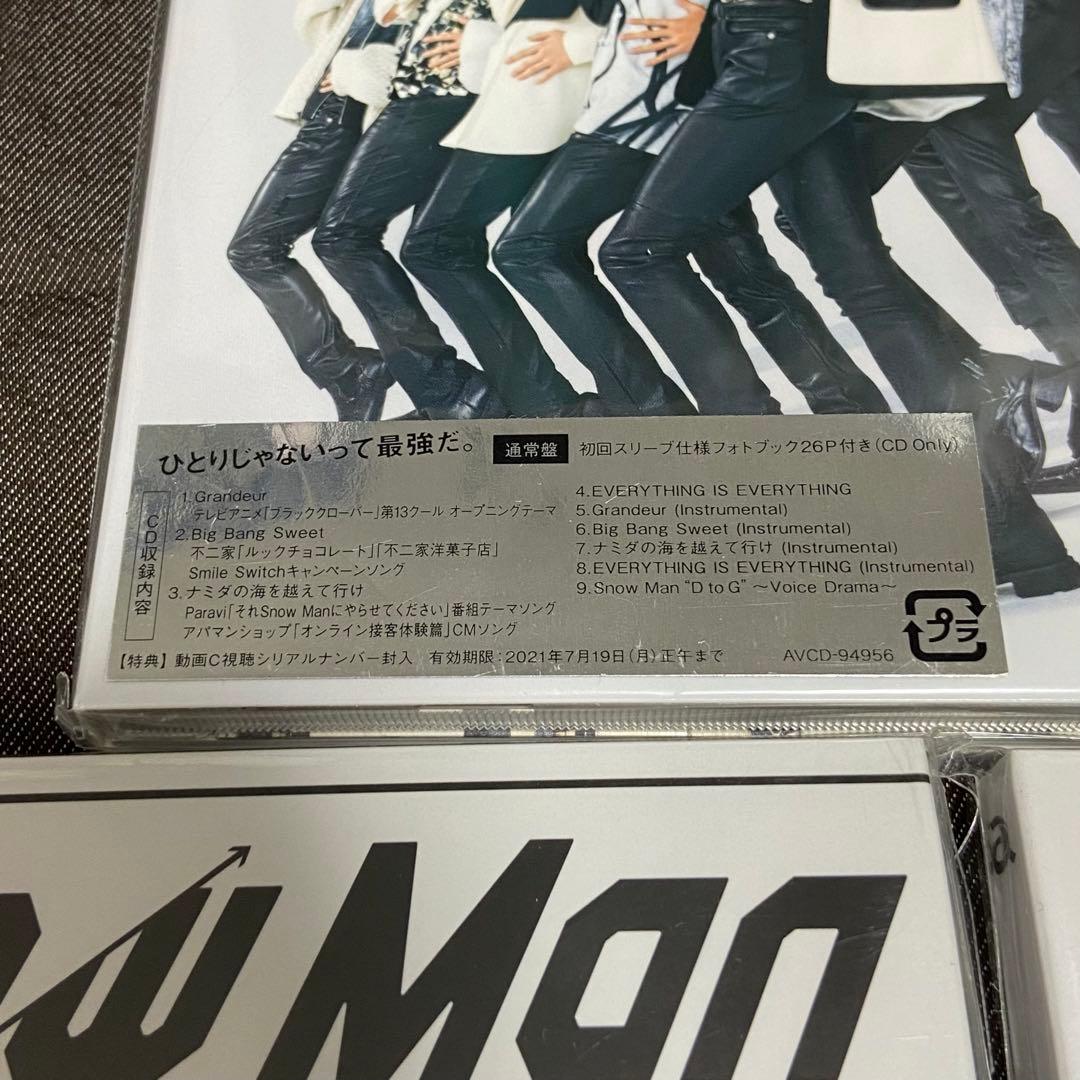 ひとりじゃないって最強だ。 通常盤 初回スリーブ仕様フォトブック26P付き(CD Only)
CD収録内容
1.Grandeur
テレビアニメ「ブラッククローバー」第13クール オープニングテーマ
2.Big Bang Sweet
不二家「ルックチョコレート」「不二家洋菓子店」
Smile Switchキャンペーンソング
3.ナミダの海を越えて行け
Paravi「それSnow Manにやらせてください」番組テーマソング
アパマンショップ「オンライン接客体験篇」CMソング
4.EVERYTHING IS EVERYTHING
5.Grandeur (Instrumental)
6.Big Bang Sweet (Instrumental)
7.ナミダの海を越えて行け (Instrumental)
8.EVERYTHING IS EVERYTHING (Instrumental)
9.Snow Man “D to G” ～Voice Drama～
プラ
【特典】動画C視聴シリアルナンバー封入 有効期限:2021年7月19日(月)正午まで AVCD-94956
ow Man
a